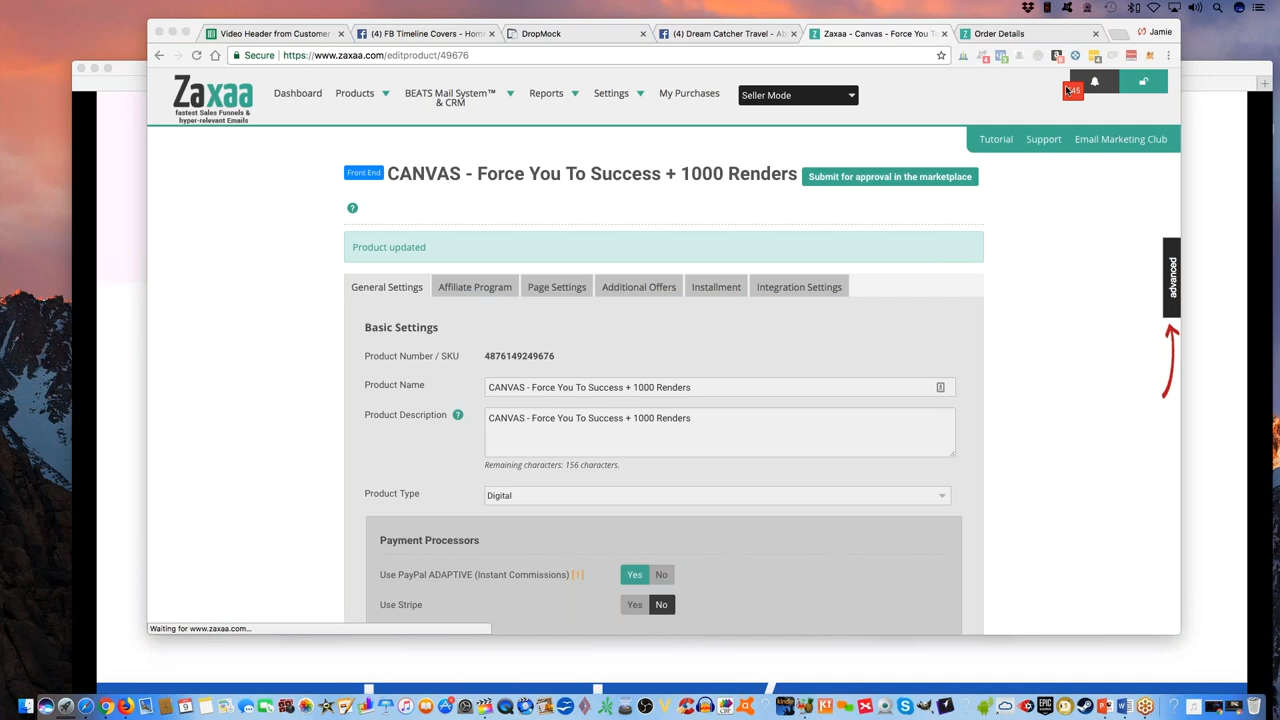 Video Header from Customer
(4) FB Timeline Covers - Hom
DropMock
(4) Dream Catcher Travel - Ab
Zaxaa - Canvas - Force You T
Order Details
Jamie
Secure
https://www.zaxaa.com/editproduct/49676
Zaxaa
fastest Sales Funnels &
hyper-relevant Emails
Dashboard
Products
BEATS Mail System™
& CRM
Reports
Settings
My Purchases
Seller Mode
Tutorial
Support
Email Marketing Club
Front End
CANVAS - Force You To Success + 1000 Renders
Submit for approval in the marketplace
?
Product updated
advanced
General Settings
Affiliate Program
Page Settings
Additional Offers
Installment
Integration Settings
Basic Settings
Product Number / SKU
4876149249676
Product Name
CANVAS - Force You To Success + 1000 Renders
Product Description ?
CANVAS - Force You To Success + 1000 Renders
Remaining characters: 156 characters.
Product Type
Digital
Payment Processors
Use PayPal ADAPTIVE (Instant Commissions) [!]
Yes No
Use Stripe
Yes No
Waiting for www.zaxaa.com...